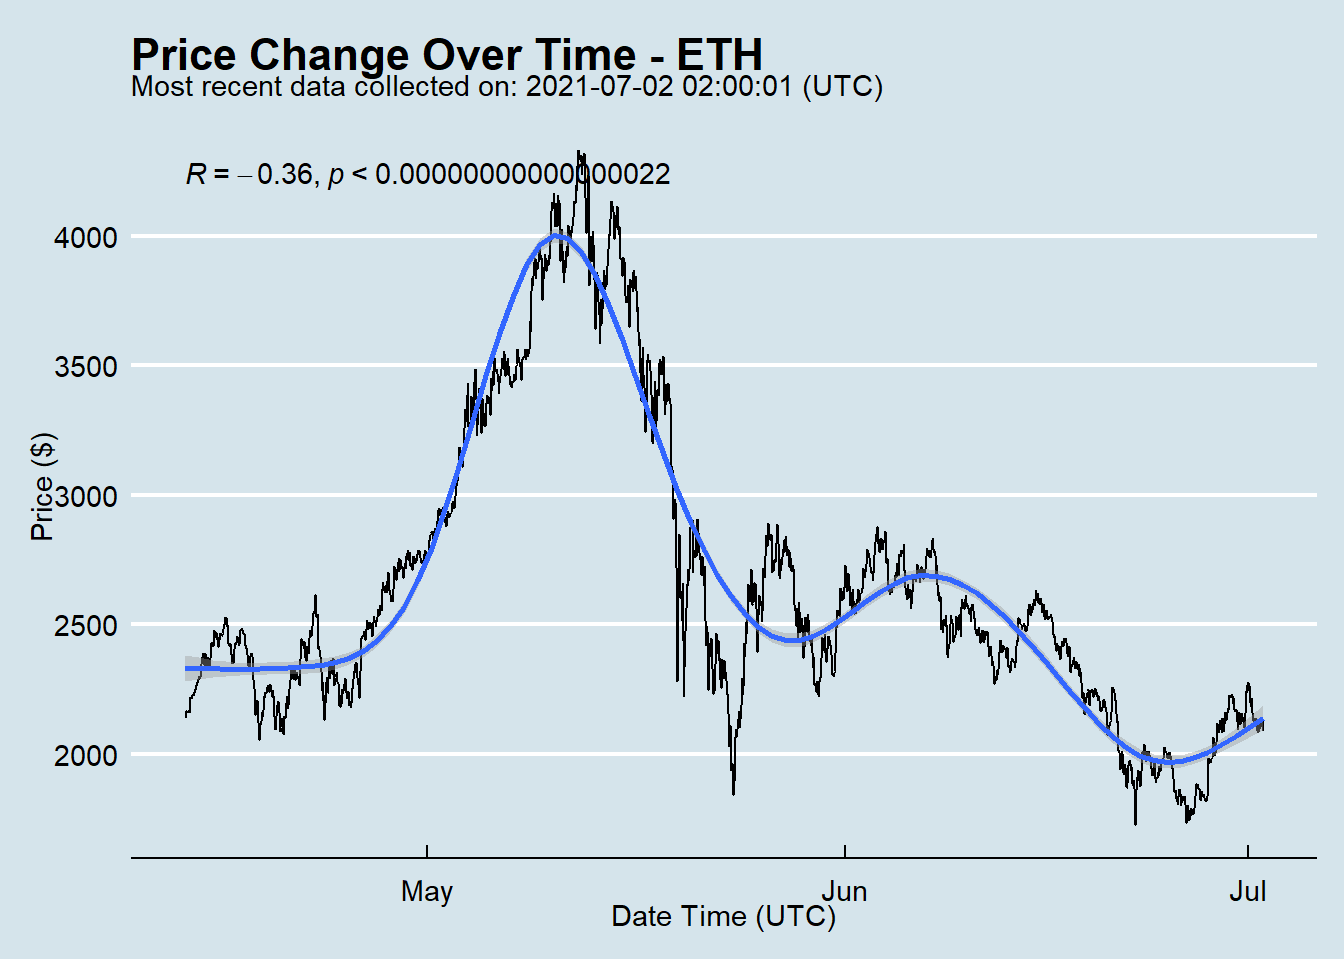 Price Change Over Time - ETH
Most recent data collected on: 2021-07-02 02:00:01 (UTC)
R = −0.36, p < 0.00000000000000022
4000
3500
3000
2500
2000
Price ($)
May
Jun
Jul
Date Time (UTC)